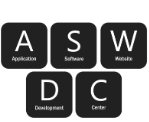 A S W
Application Software Website
D C
Development Center